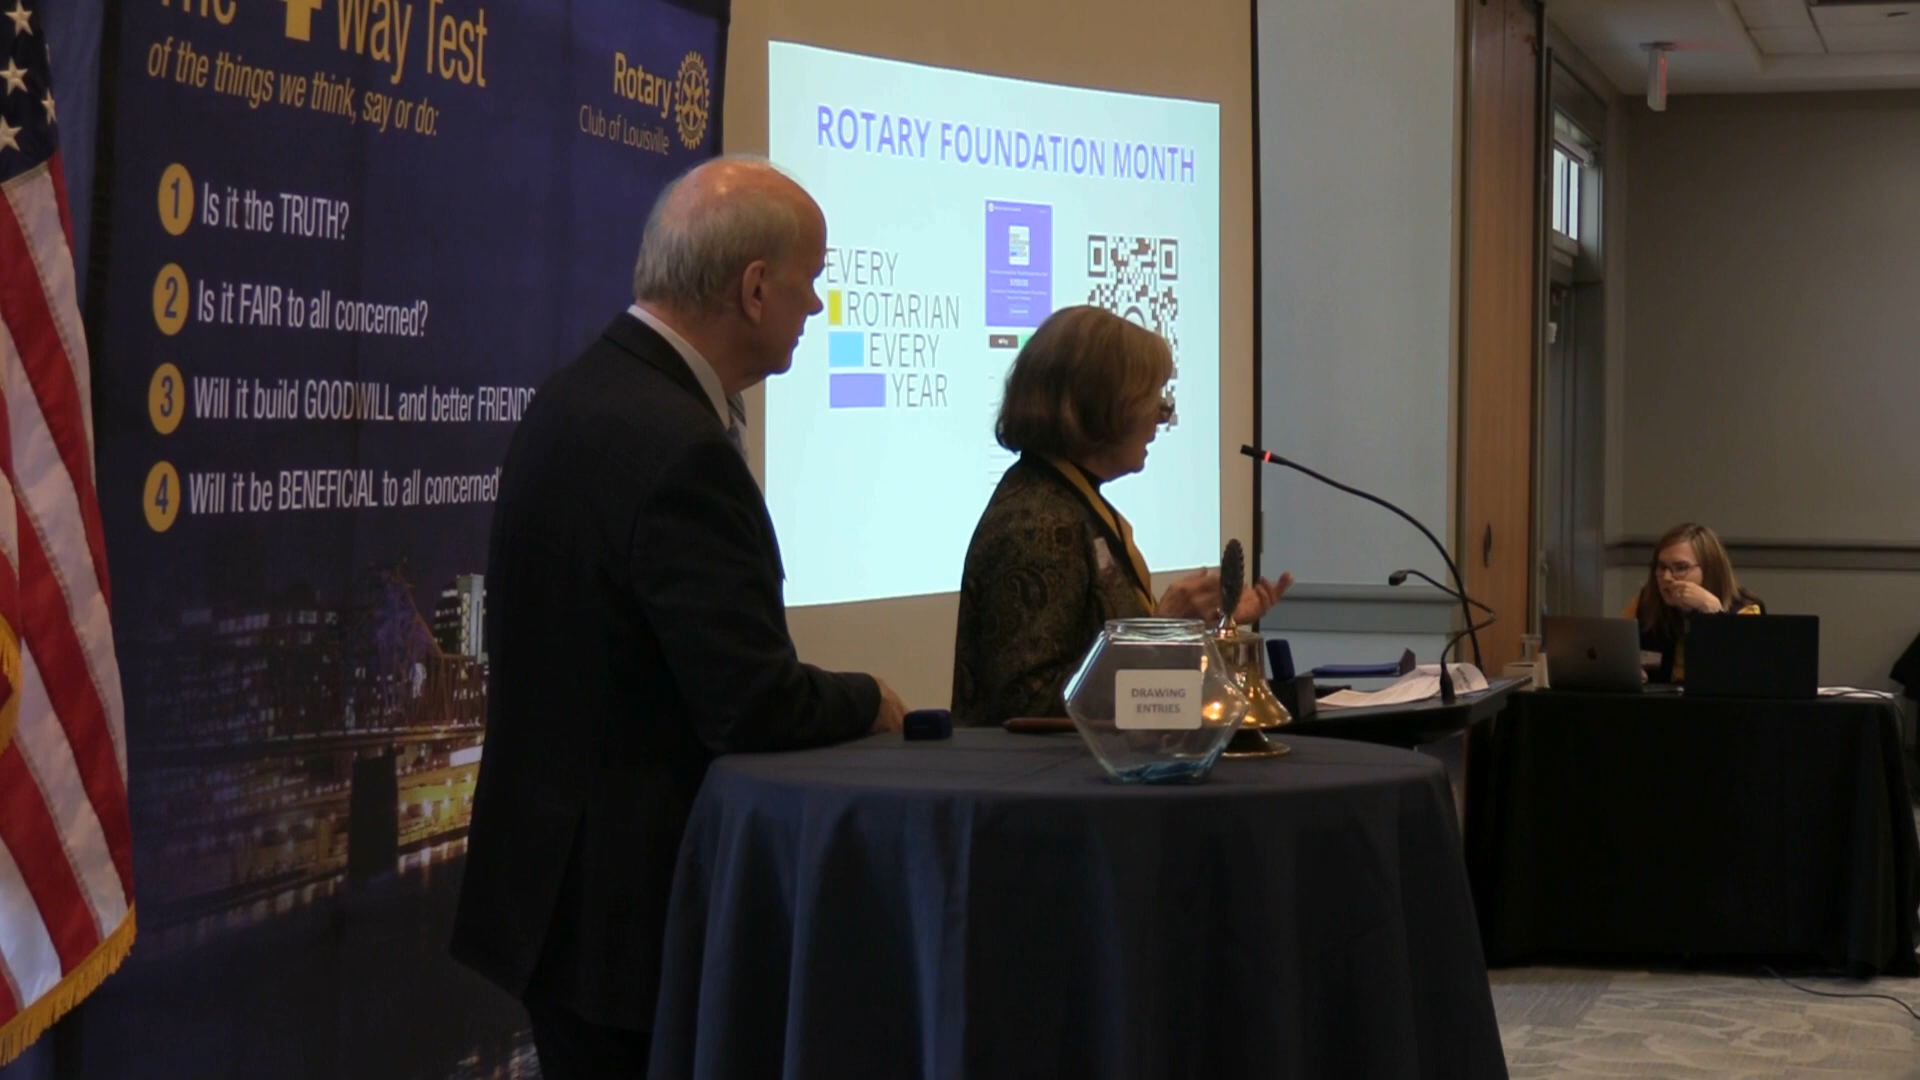 The 4 Way Test
of the things we think, say or do:
Rotary
Club of Louisville
1 Is it the TRUTH?
2 Is it FAIR to all concerned?
3 Will it build GOODWILL and better FRIENDS
4 Will it be BENEFICIAL to all concerned?
ROTARY FOUNDATION MONTH
EVERY
ROTARIAN
EVERY
YEAR
DRAWING
ENTRIES